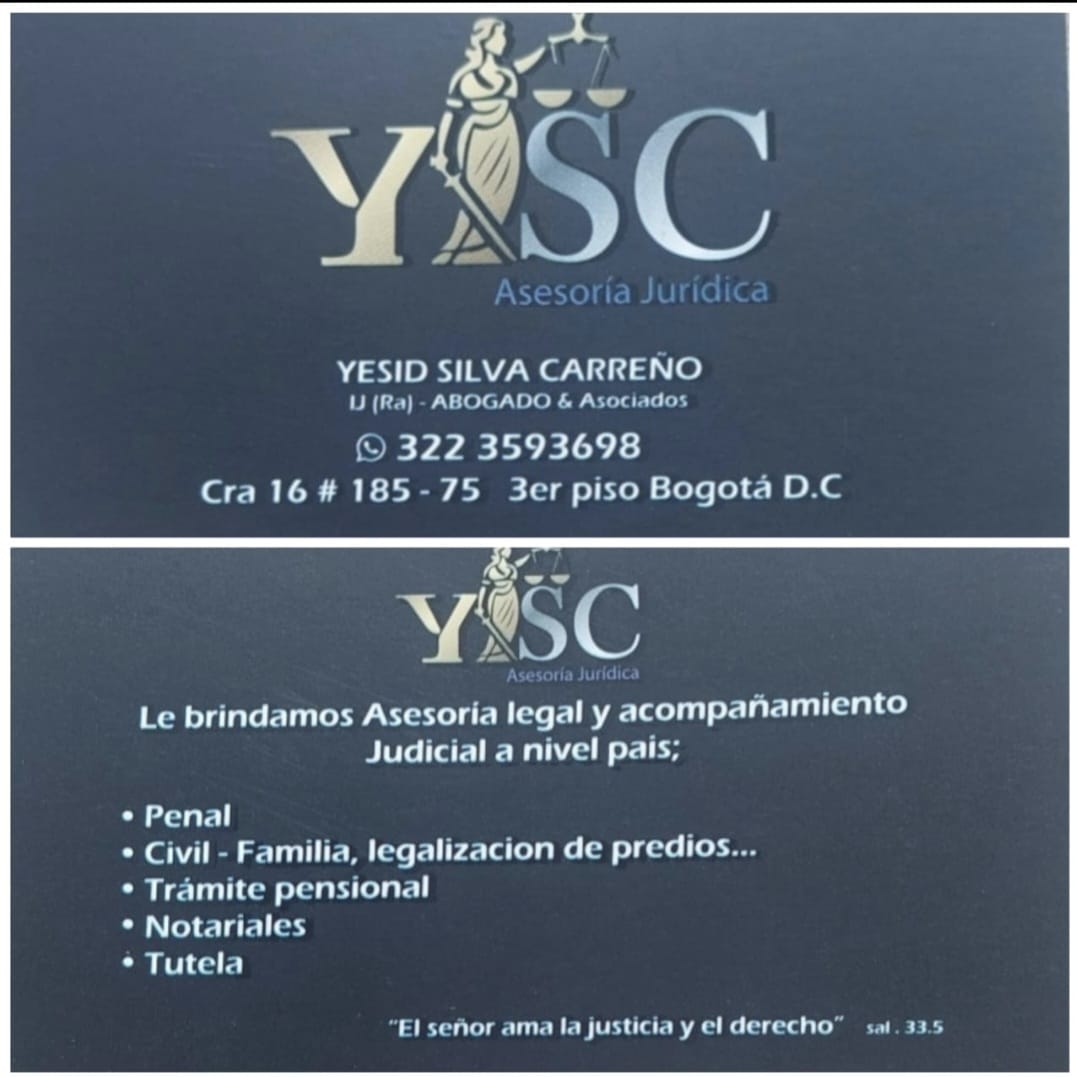 YSC
Asesoría Jurídica
YESID SILVA CARREÑO
IJ (Ra) - ABOGADO & Asociados
322 3593698
Cra 16 # 185 - 75 3er piso Bogotá D.C
YSC
Asesoría Jurídica
Le brindamos Asesoría legal y acompañamiento
Judicial a nivel pais;
• Penal
• Civil - Familia, legalizacion de predios...
• Trámite pensional
• Notariales
• Tutela
"El señor ama la justicia y el derecho" sal . 33.5